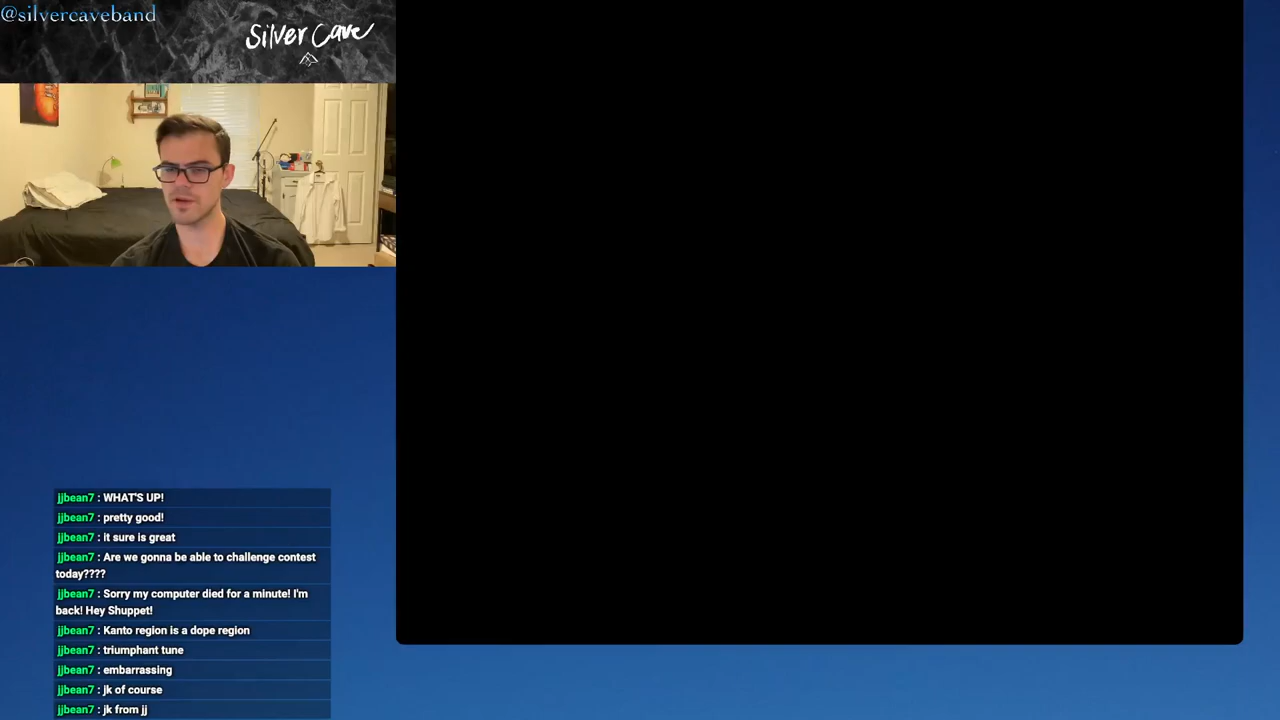 @silvercaveband
Silver Cave
jjbean7 : WHAT'S UP!
jjbean7 : pretty good!
jjbean7 : it sure is great
jjbean7 : Are we gonna be able to challenge contest
today????
jjbean7 : Sorry my computer died for a minute! I'm
back! Hey Shuppet!
jjbean7 : Kanto region is a dope region
jjbean7 : triumphant tune
jjbean7 : embarrassing
jjbean7 : jk of course
jjbean7 : jk from jj